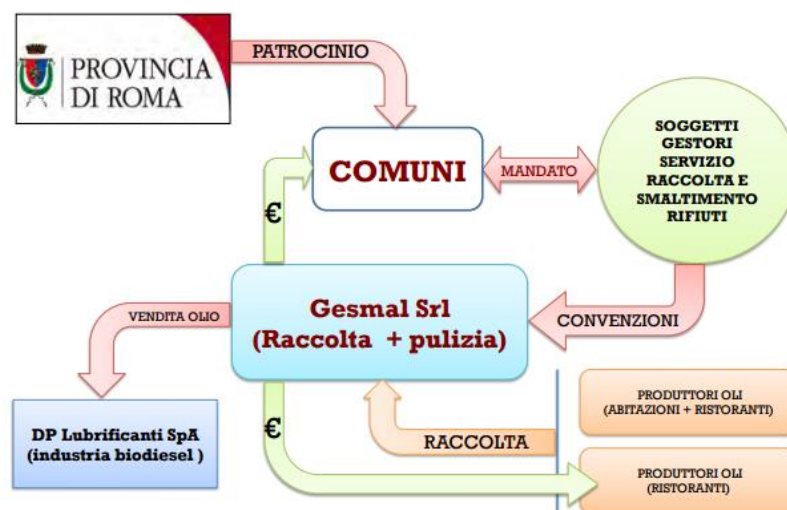 PROVINCIA
DI ROMA
PATROCINIO
COMUNI
MANDATO
SOGGETTI
GESTORI
SERVIZIO
RACCOLTA E
SMALTIMENTO
RIFIUTI
€
Gesmal Srl
(Raccolta + pulizia)
VENDITA OLIO
CONVENZIONI
DP Lubrificanti SpA
(industria biodiesel )
€
RACCOLTA
PRODUTTORI OLI
(ABITAZIONI + RISTORANTI)
PRODUTTORI OLI
(RISTORANTI)